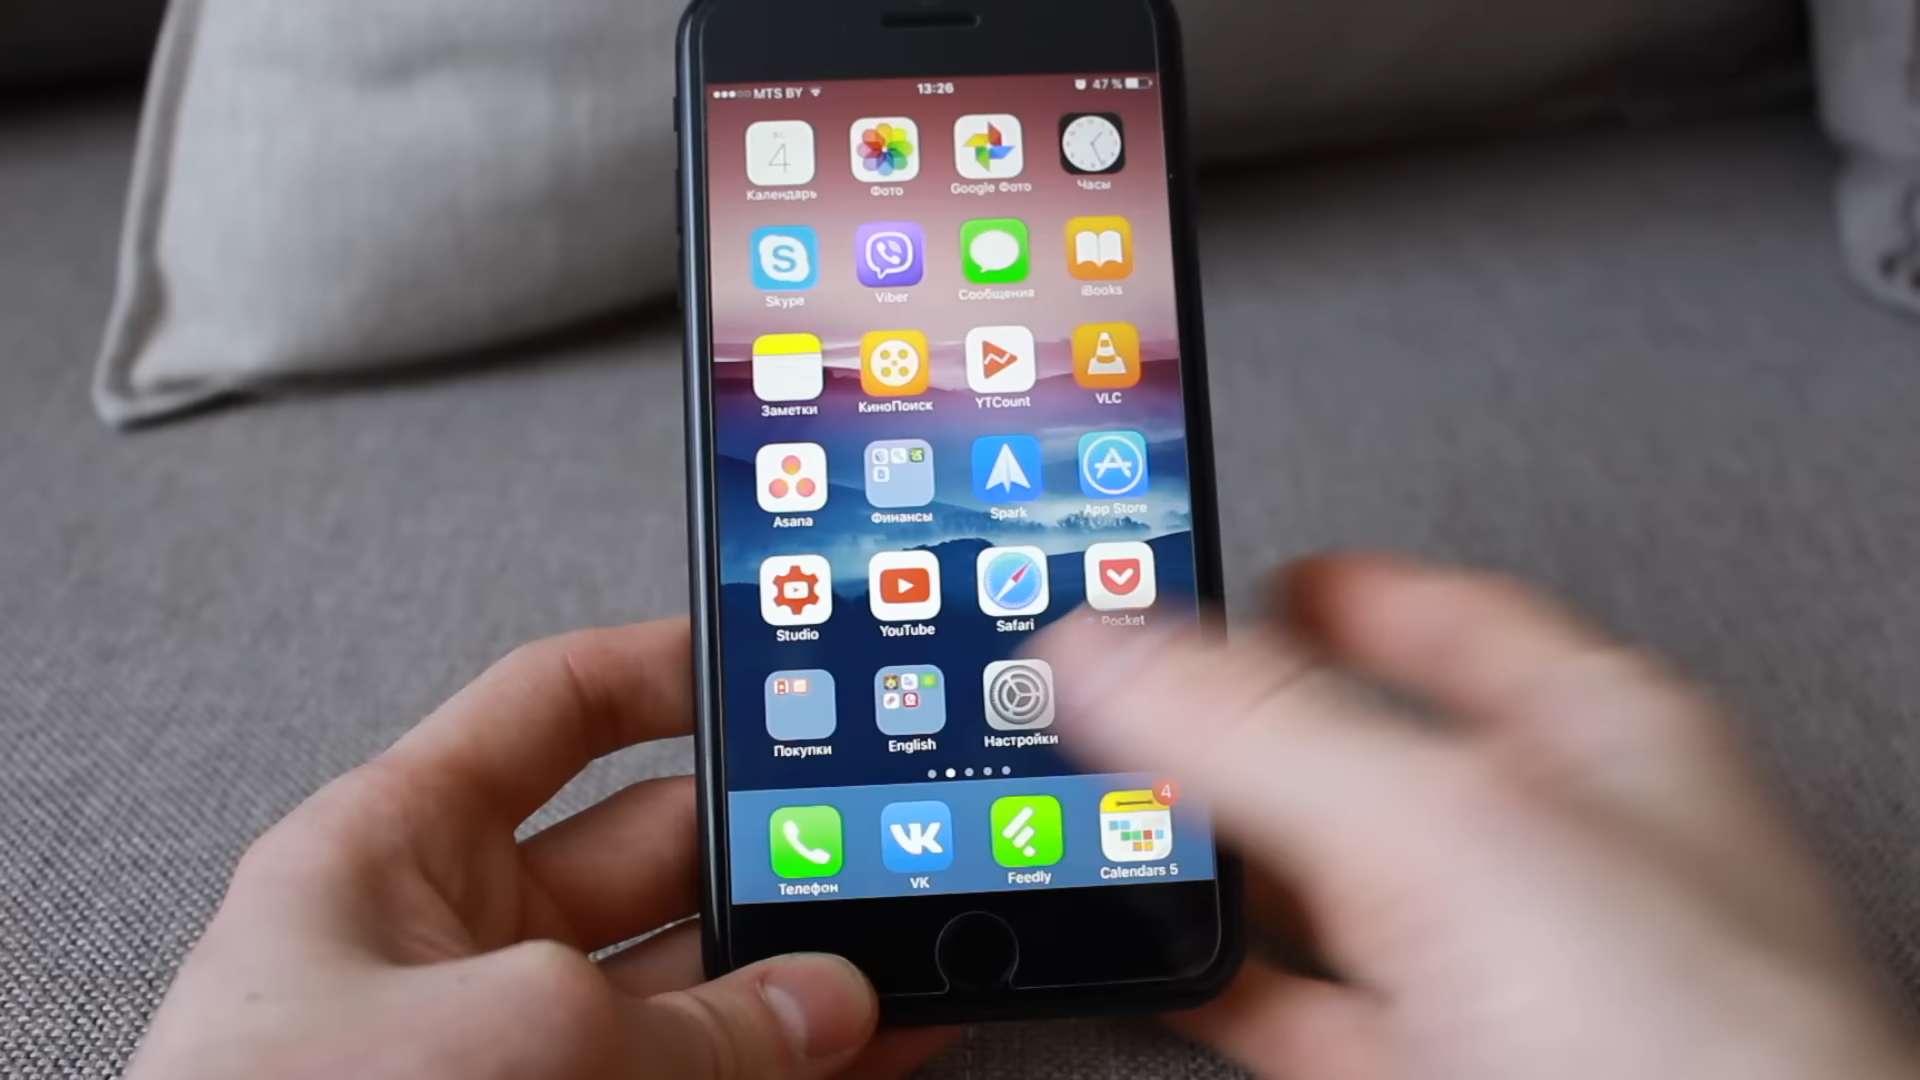 MTS BY 13:26 47 %
ВС
4
Календарь Фото Google Фото Часы
Skype Viber Сообщения iBooks
Заметки КиноПоиск YTCount VLC
Asana Финансы Spark App Store
Studio YouTube Safari Pocket
Покупки English Настройки
4
Телефон VK Feedly Calendars 5